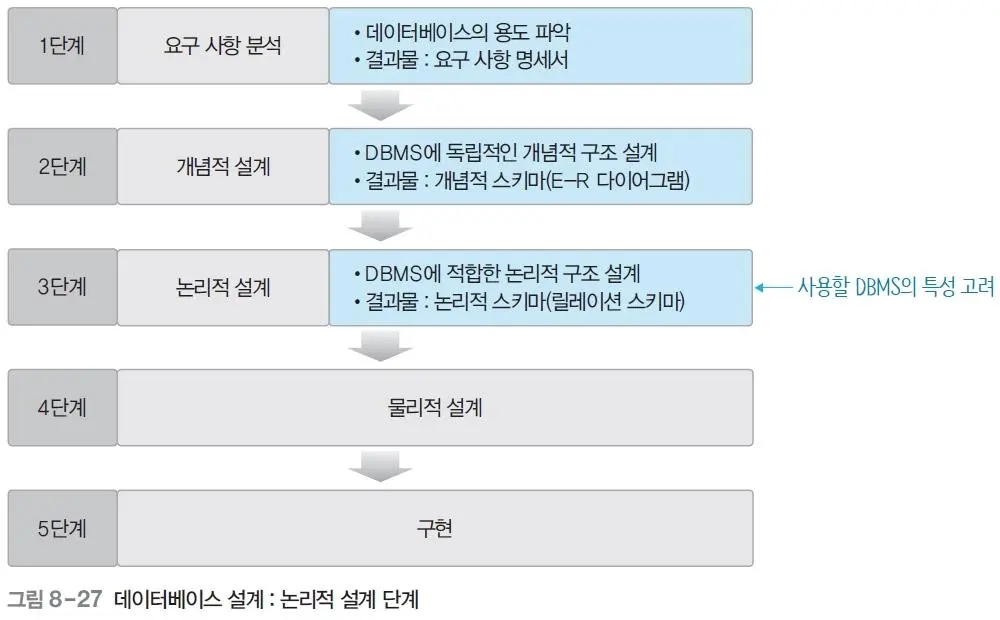 1단계
요구 사항 분석
• 데이터베이스의 용도 파악
• 결과물 : 요구 사항 명세서
2단계
개념적 설계
• DBMS에 독립적인 개념적 구조 설계
• 결과물 : 개념적 스키마(E-R 다이어그램)
3단계
논리적 설계
• DBMS에 적합한 논리적 구조 설계
• 결과물 : 논리적 스키마(릴레이션 스키마)
사용할 DBMS의 특성 고려
4단계
물리적 설계
5단계
구현
그림 8-27 데이터베이스 설계 : 논리적 설계 단계